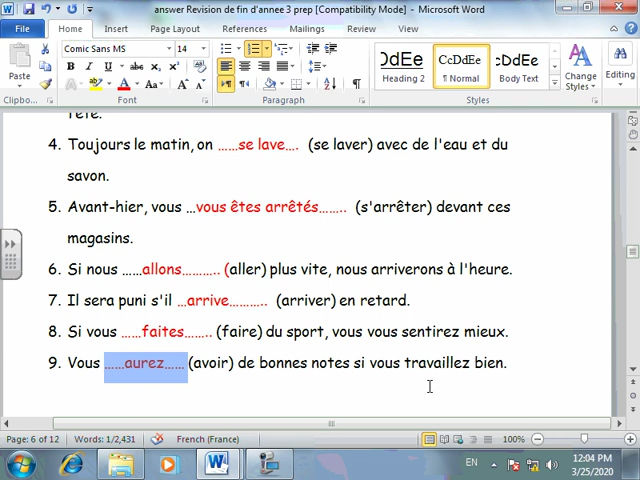 answer Revision de fin d'annee 3 prep [Compatibility Mode] - Microsoft Word
File Home Insert Page Layout References Mailings Review View
Paste
Comic Sans MS 14
Clipbo... Font Paragraph Styles
Heading 2 ¶ Normal Body Text
Change Styles
Editing
4. Toujours le matin, on ……se lave…. (se laver) avec de l'eau et du
savon.
5. Avant-hier, vous …vous êtes arrêtés…….. (s'arrêter) devant ces
magasins.
6. Si nous ……allons……….. (aller) plus vite, nous arriverons à l'heure.
7. Il sera puni s'il …arrive……….. (arriver) en retard.
8. Si vous ……faites…….. (faire) du sport, vous vous sentirez mieux.
9. Vous ……aurez…… (avoir) de bonnes notes si vous travaillez bien.
Page: 6 of 12 Words: 1/2,431 French (France) 100%
EN 12:04 PM
3/25/2020